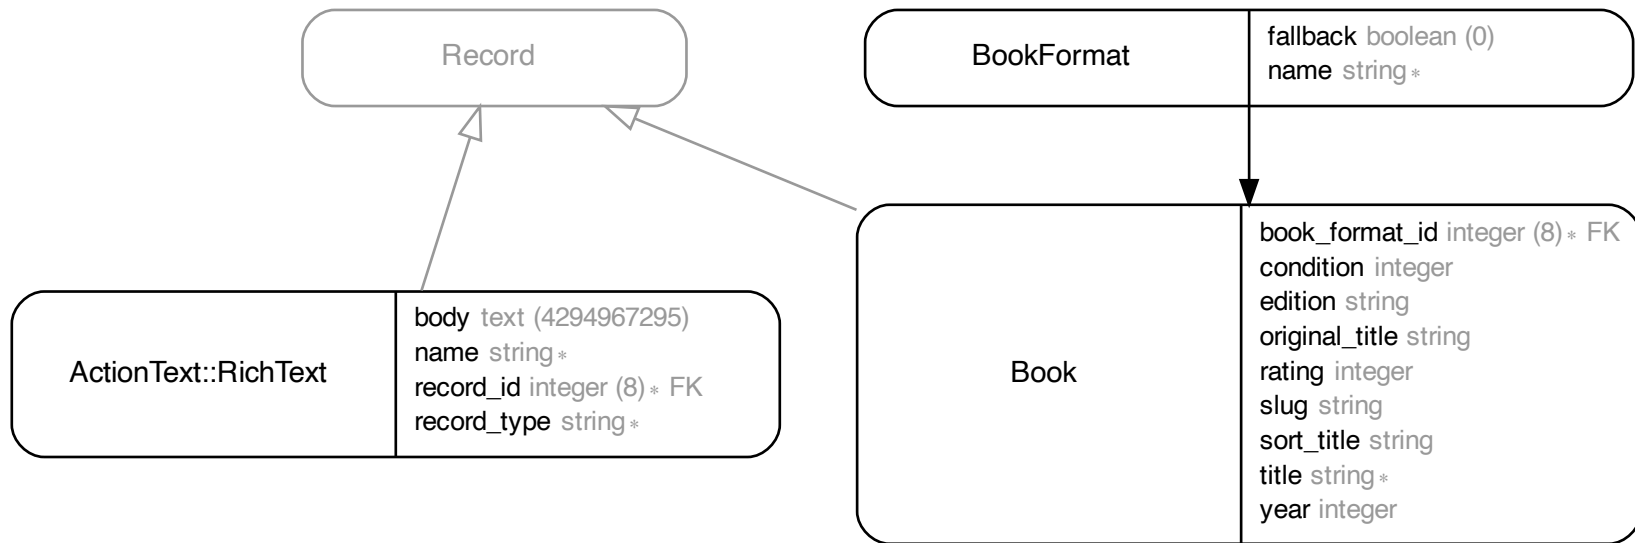 Record
BookFormat
fallback boolean (0)
name string *
ActionText::RichText
body text (4294967295)
name string *
record_id integer (8) * FK
record_type string *
Book
book_format_id integer (8) * FK
condition integer
edition string
original_title string
rating integer
slug string
sort_title string
title string *
year integer